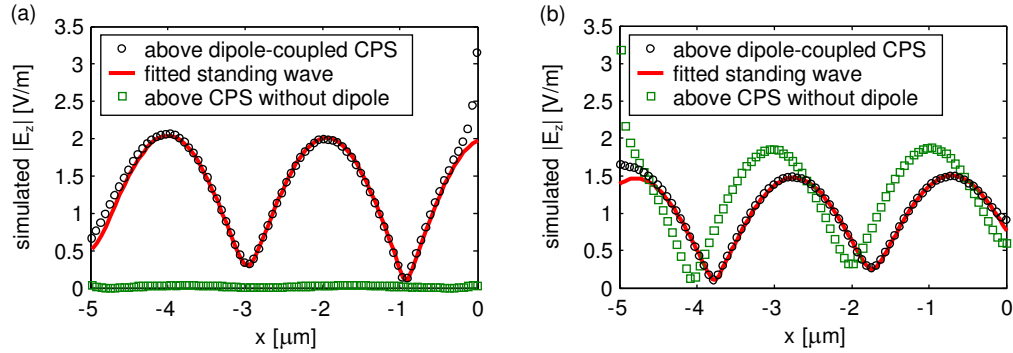 (a)
simulated |E_z| [V/m]
3.5
3
2.5
2
1.5
1
0.5
0
above dipole-coupled CPS
fitted standing wave
above CPS without dipole
-5 -4 -3 -2 -1 0
x [μm]
(b)
simulated |E_z| [V/m]
3.5
3
2.5
2
1.5
1
0.5
0
above dipole-coupled CPS
fitted standing wave
above CPS without dipole
-5 -4 -3 -2 -1 0
x [μm]